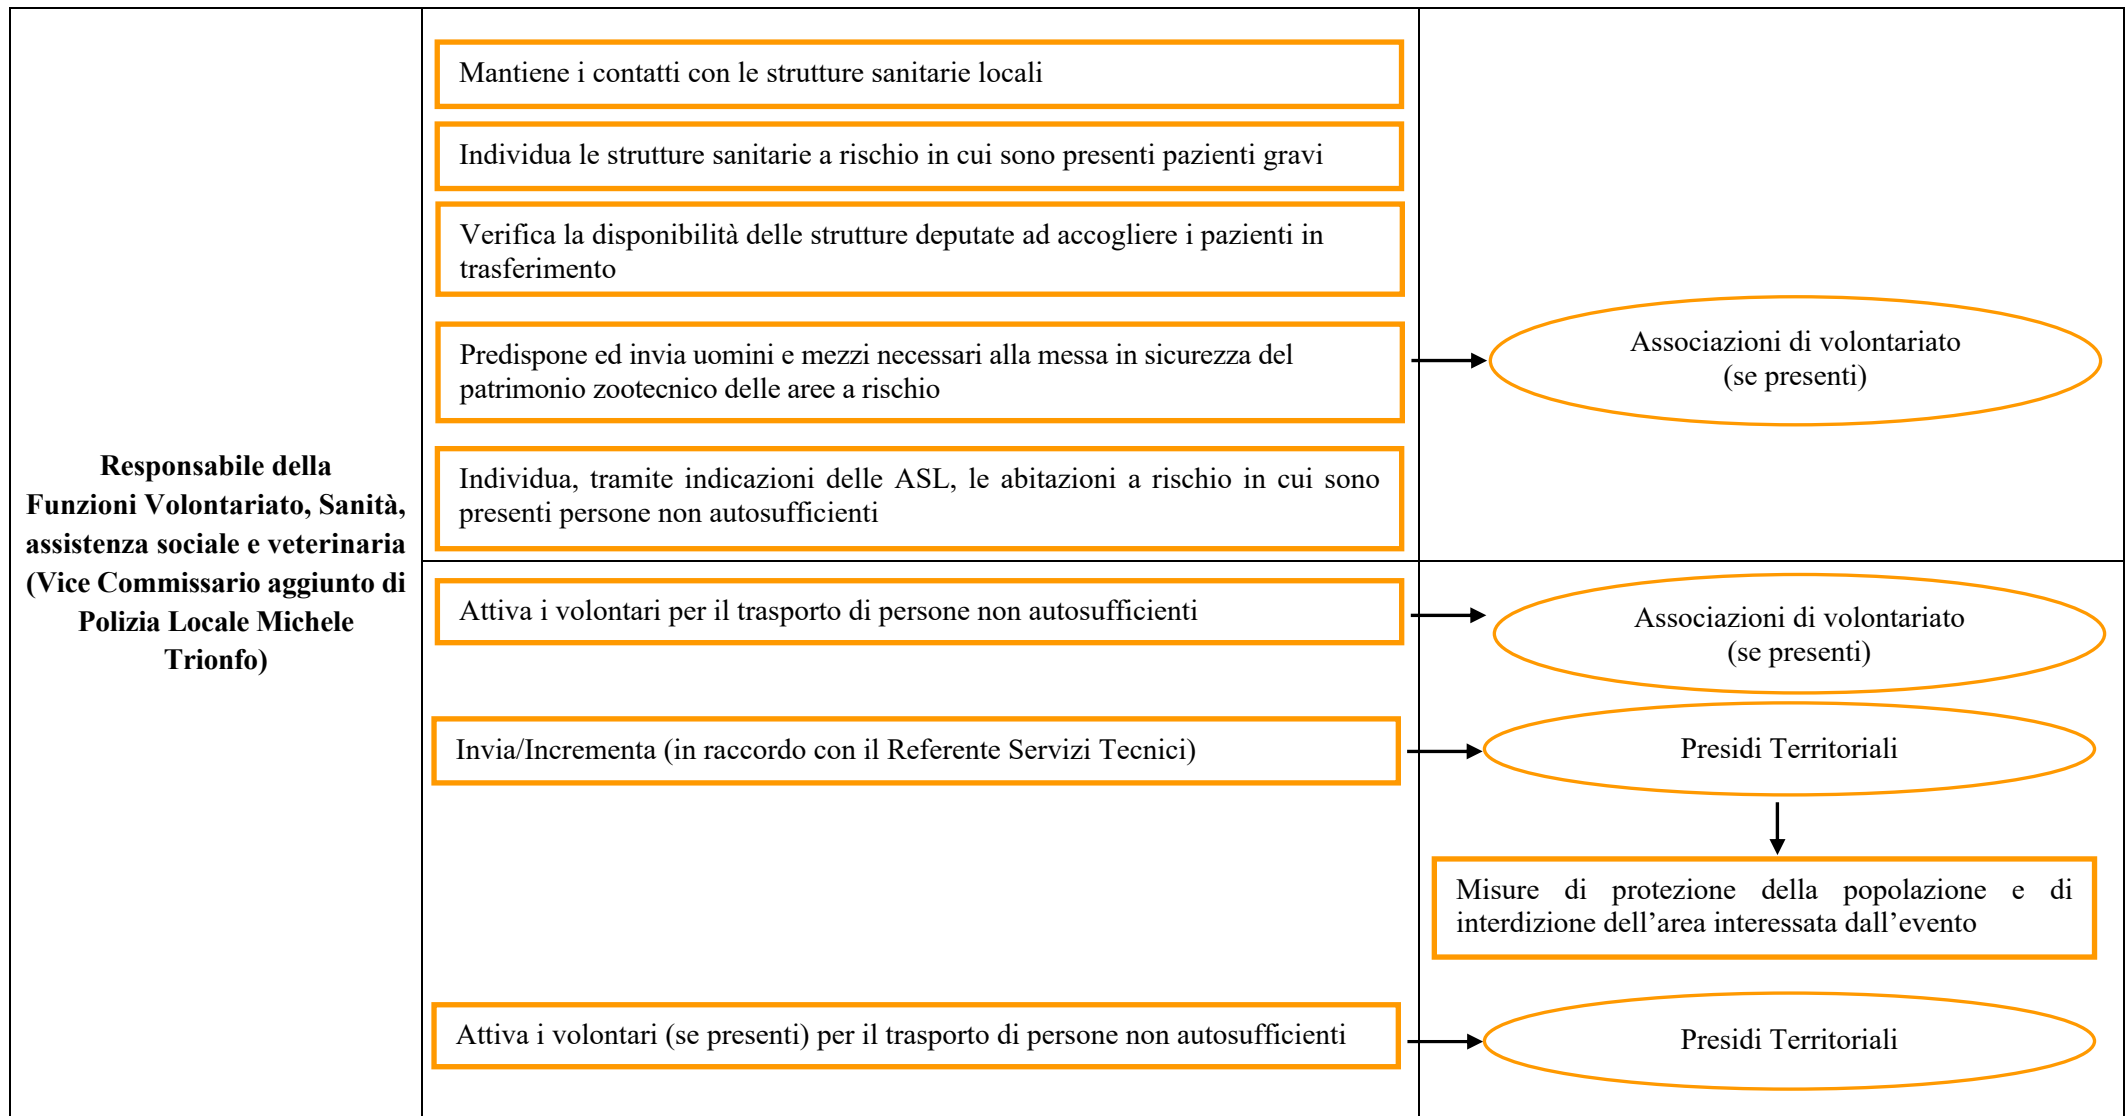 Responsabile della
Funzioni Volontariato, Sanità,
assistenza sociale e veterinaria
(Vice Commissario aggiunto di
Polizia Locale Michele
Trionfo)
Mantiene i contatti con le strutture sanitarie locali
Individua le strutture sanitarie a rischio in cui sono presenti pazienti gravi
Verifica la disponibilità delle strutture deputate ad accogliere i pazienti in
trasferimento
Predispone ed invia uomini e mezzi necessari alla messa in sicurezza del
patrimonio zootecnico delle aree a rischio
Associazioni di volontariato
(se presenti)
Individua, tramite indicazioni delle ASL, le abitazioni a rischio in cui sono
presenti persone non autosufficienti
Attiva i volontari per il trasporto di persone non autosufficienti
Associazioni di volontariato
(se presenti)
Invia/Incrementa (in raccordo con il Referente Servizi Tecnici)
Presidi Territoriali
Misure di protezione della popolazione e di
interdizione dell’area interessata dall’evento
Attiva i volontari (se presenti) per il trasporto di persone non autosufficienti
Presidi Territoriali